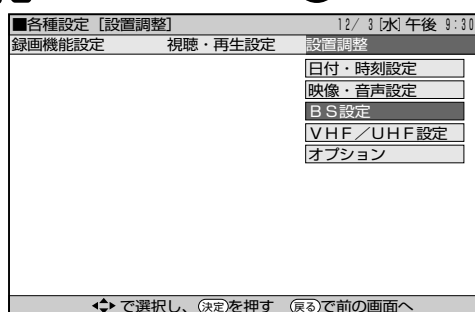 ■各種設定［設置調整］ 12/ 3[水]午後 9:30
録画機能設定 視聴・再生設定 設置調整
日付・時刻設定
映像・音声設定
ＢＳ設定
ＶＨＦ／ＵＨＦ設定
オプション
で選択し、決定を押す 戻るで前の画面へ